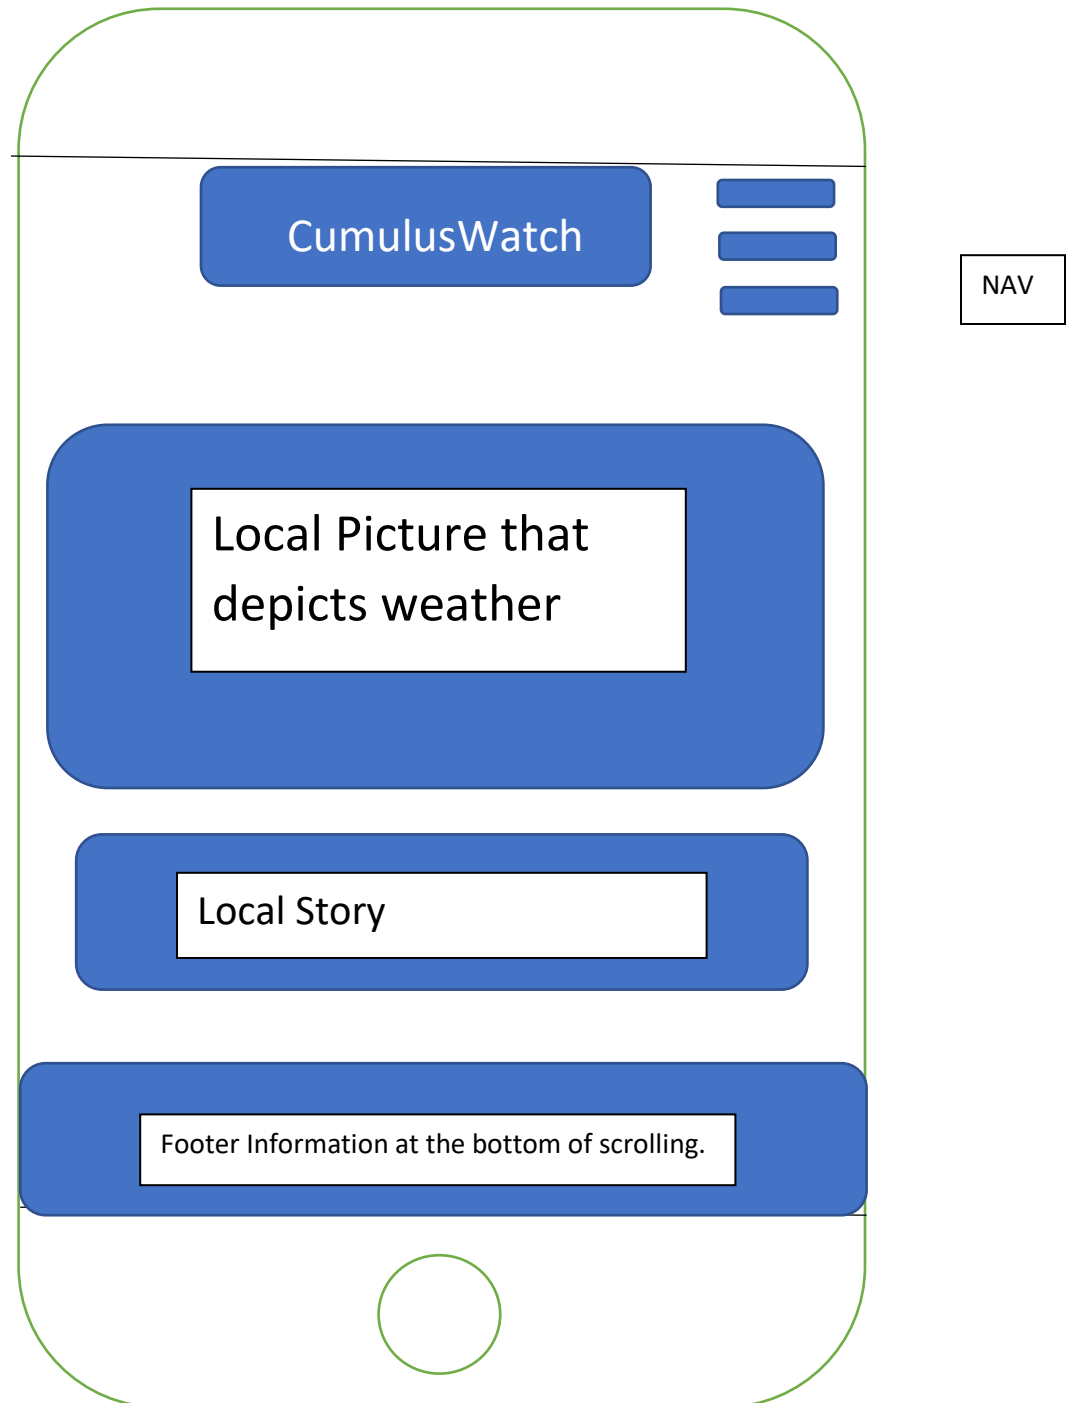 CumulusWatch
NAV
Local Picture that
depicts weather
Local Story
Footer Information at the bottom of scrolling.